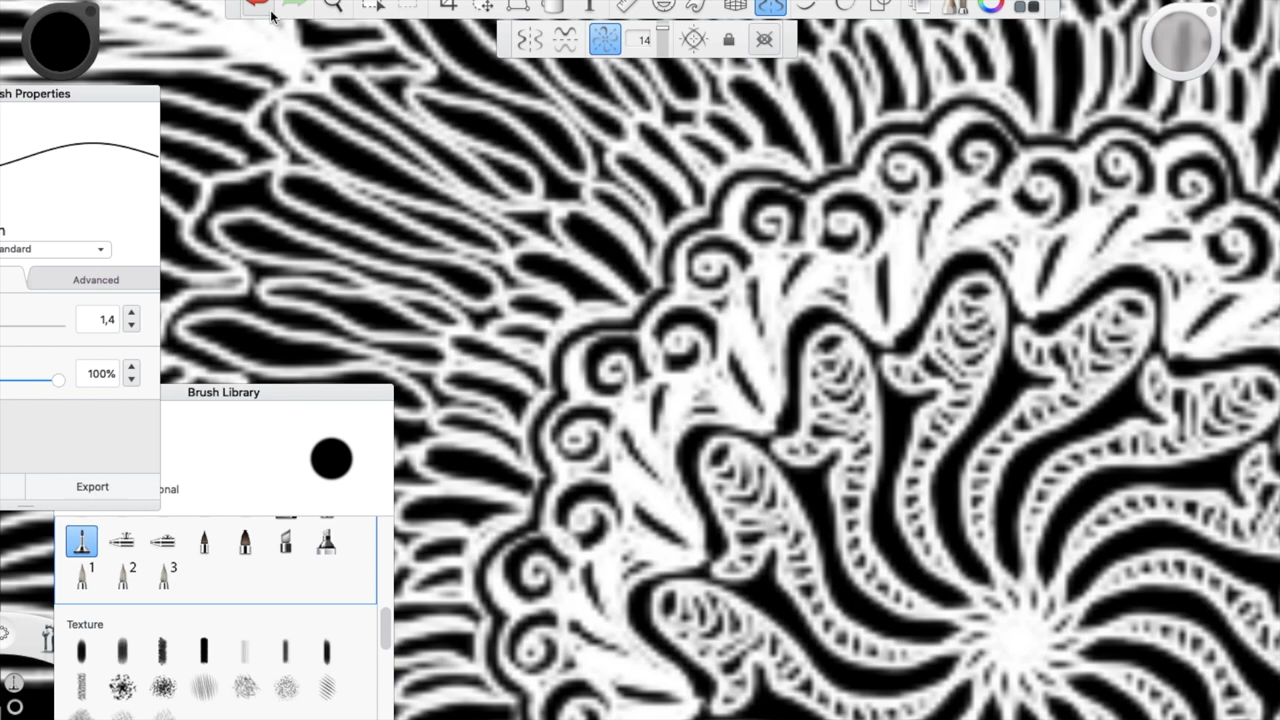 14
sh Properties
n
andard
Advanced
1,4
100%
Brush Library
Export
onal
1 2 3
Texture